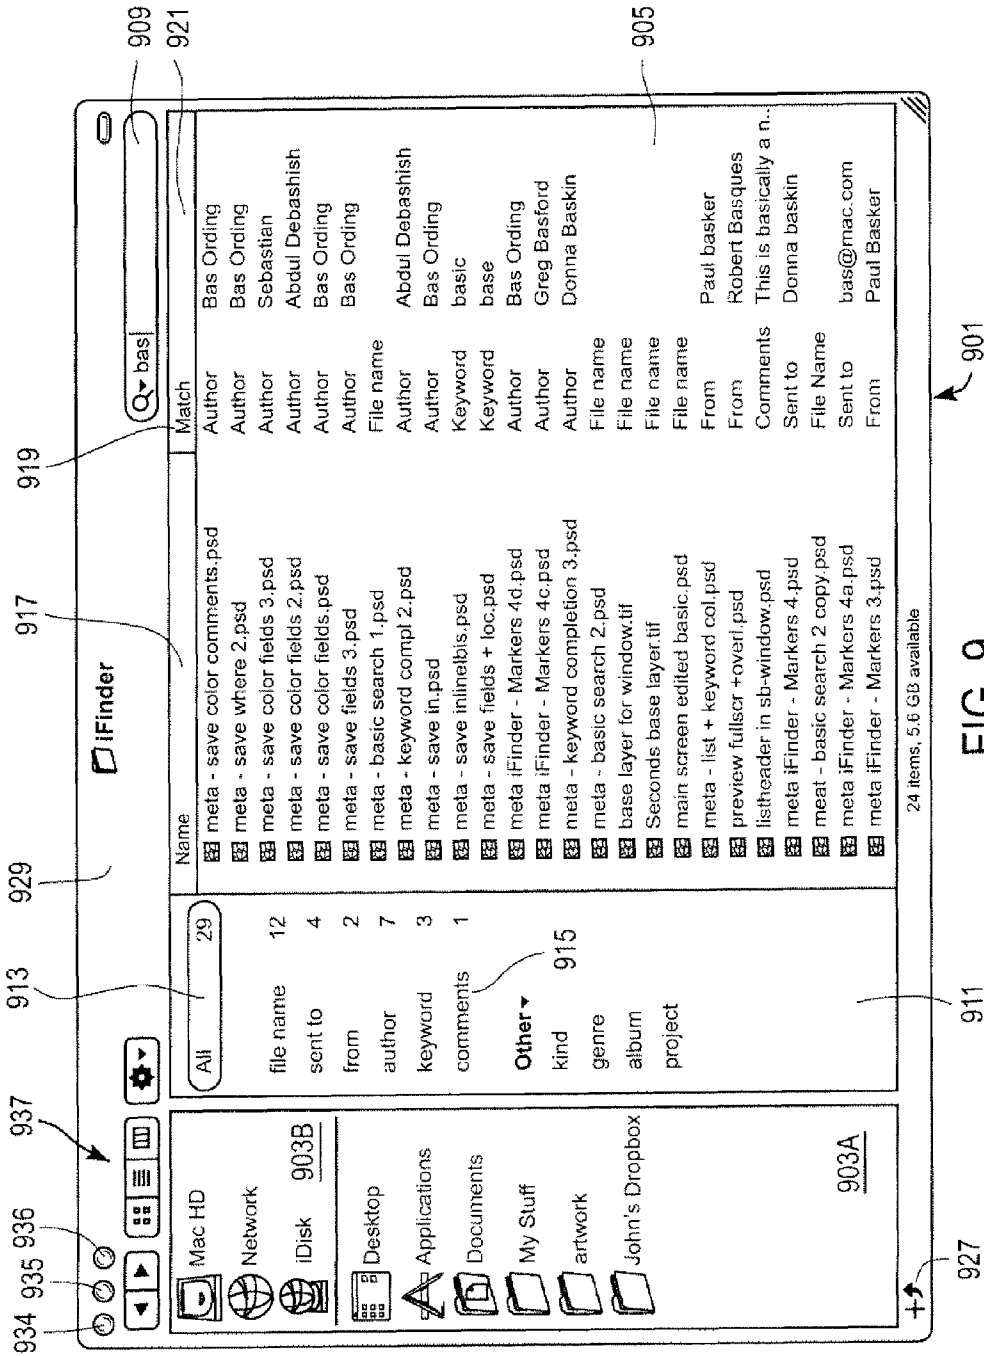 934
935
936
937
913
929
917
919
909
921
iFinder
bas
Mac HD
Network
iDisk
903B
Desktop
Applications
Documents
My Stuff
artwork
John's Dropbox
903A
All 29
file name 12
sent to 4
from 2
author 7
keyword 3
comments 1
915
Other
kind
genre
album
project
Name Match
meta - save color comments.psd Author Bas Ording
meta - save where 2.psd Author Bas Ording
meta - save color fields 3.psd Author Sebastian
meta - save color fields 2.psd Author Abdul Debashish
meta - save color fields.psd Author Bas Ording
meta - save fields 3.psd Author Bas Ording
meta - basic search 1.psd File name
meta - keyword compl 2.psd Author Abdul Debashish
meta - save in.psd Author Bas Ording
meta - save inlinelbis.psd Keyword basic
meta - save fields + loc.psd Keyword base
meta iFinder - Markers 4d.psd Author Bas Ording
meta iFinder - Markers 4c.psd Author Greg Basford
meta - keyword completion 3.psd Author Donna Baskin
meta - basic search 2.psd File name
base layer for window.tif File name
Seconds base layer.tif File name
main screen edited basic.psd File name
meta - list + keyword col.psd From Paul basker
preview fullscr +overl.psd From Robert Basques
listheader in sb-window.psd Comments This is basically a n..
meta iFinder - Markers 4.psd Sent to Donna baskin
meat - basic search 2 copy.psd File Name
meta iFinder - Markers 4a.psd Sent to bas@mac.com
meta iFinder - Markers 3.psd From Paul Basker
24 items, 5.6 GB available
905
927
911
901
FIG. 9